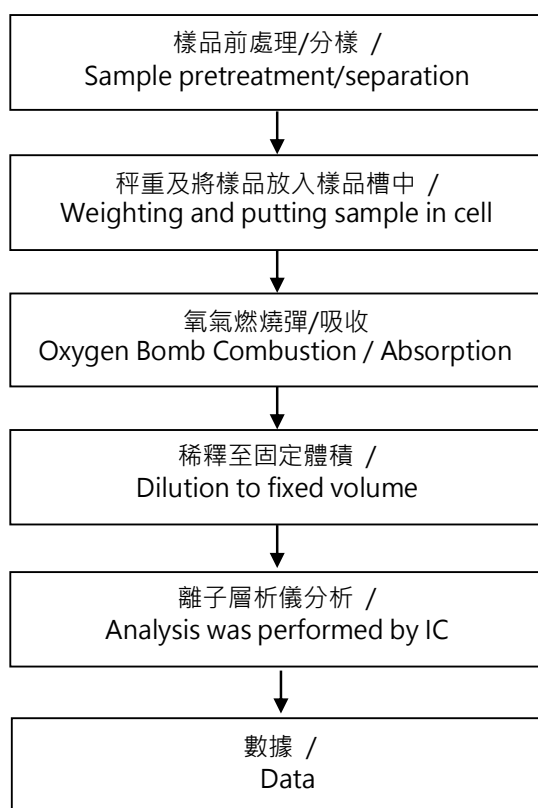 樣品前處理/分樣 /
Sample pretreatment/separation
秤重及將樣品放入樣品槽中 /
Weighting and putting sample in cell
氧氣燃燒彈/吸收
Oxygen Bomb Combustion / Absorption
稀釋至固定體積 /
Dilution to fixed volume
離子層析儀分析 /
Analysis was performed by IC
數據 /
Data